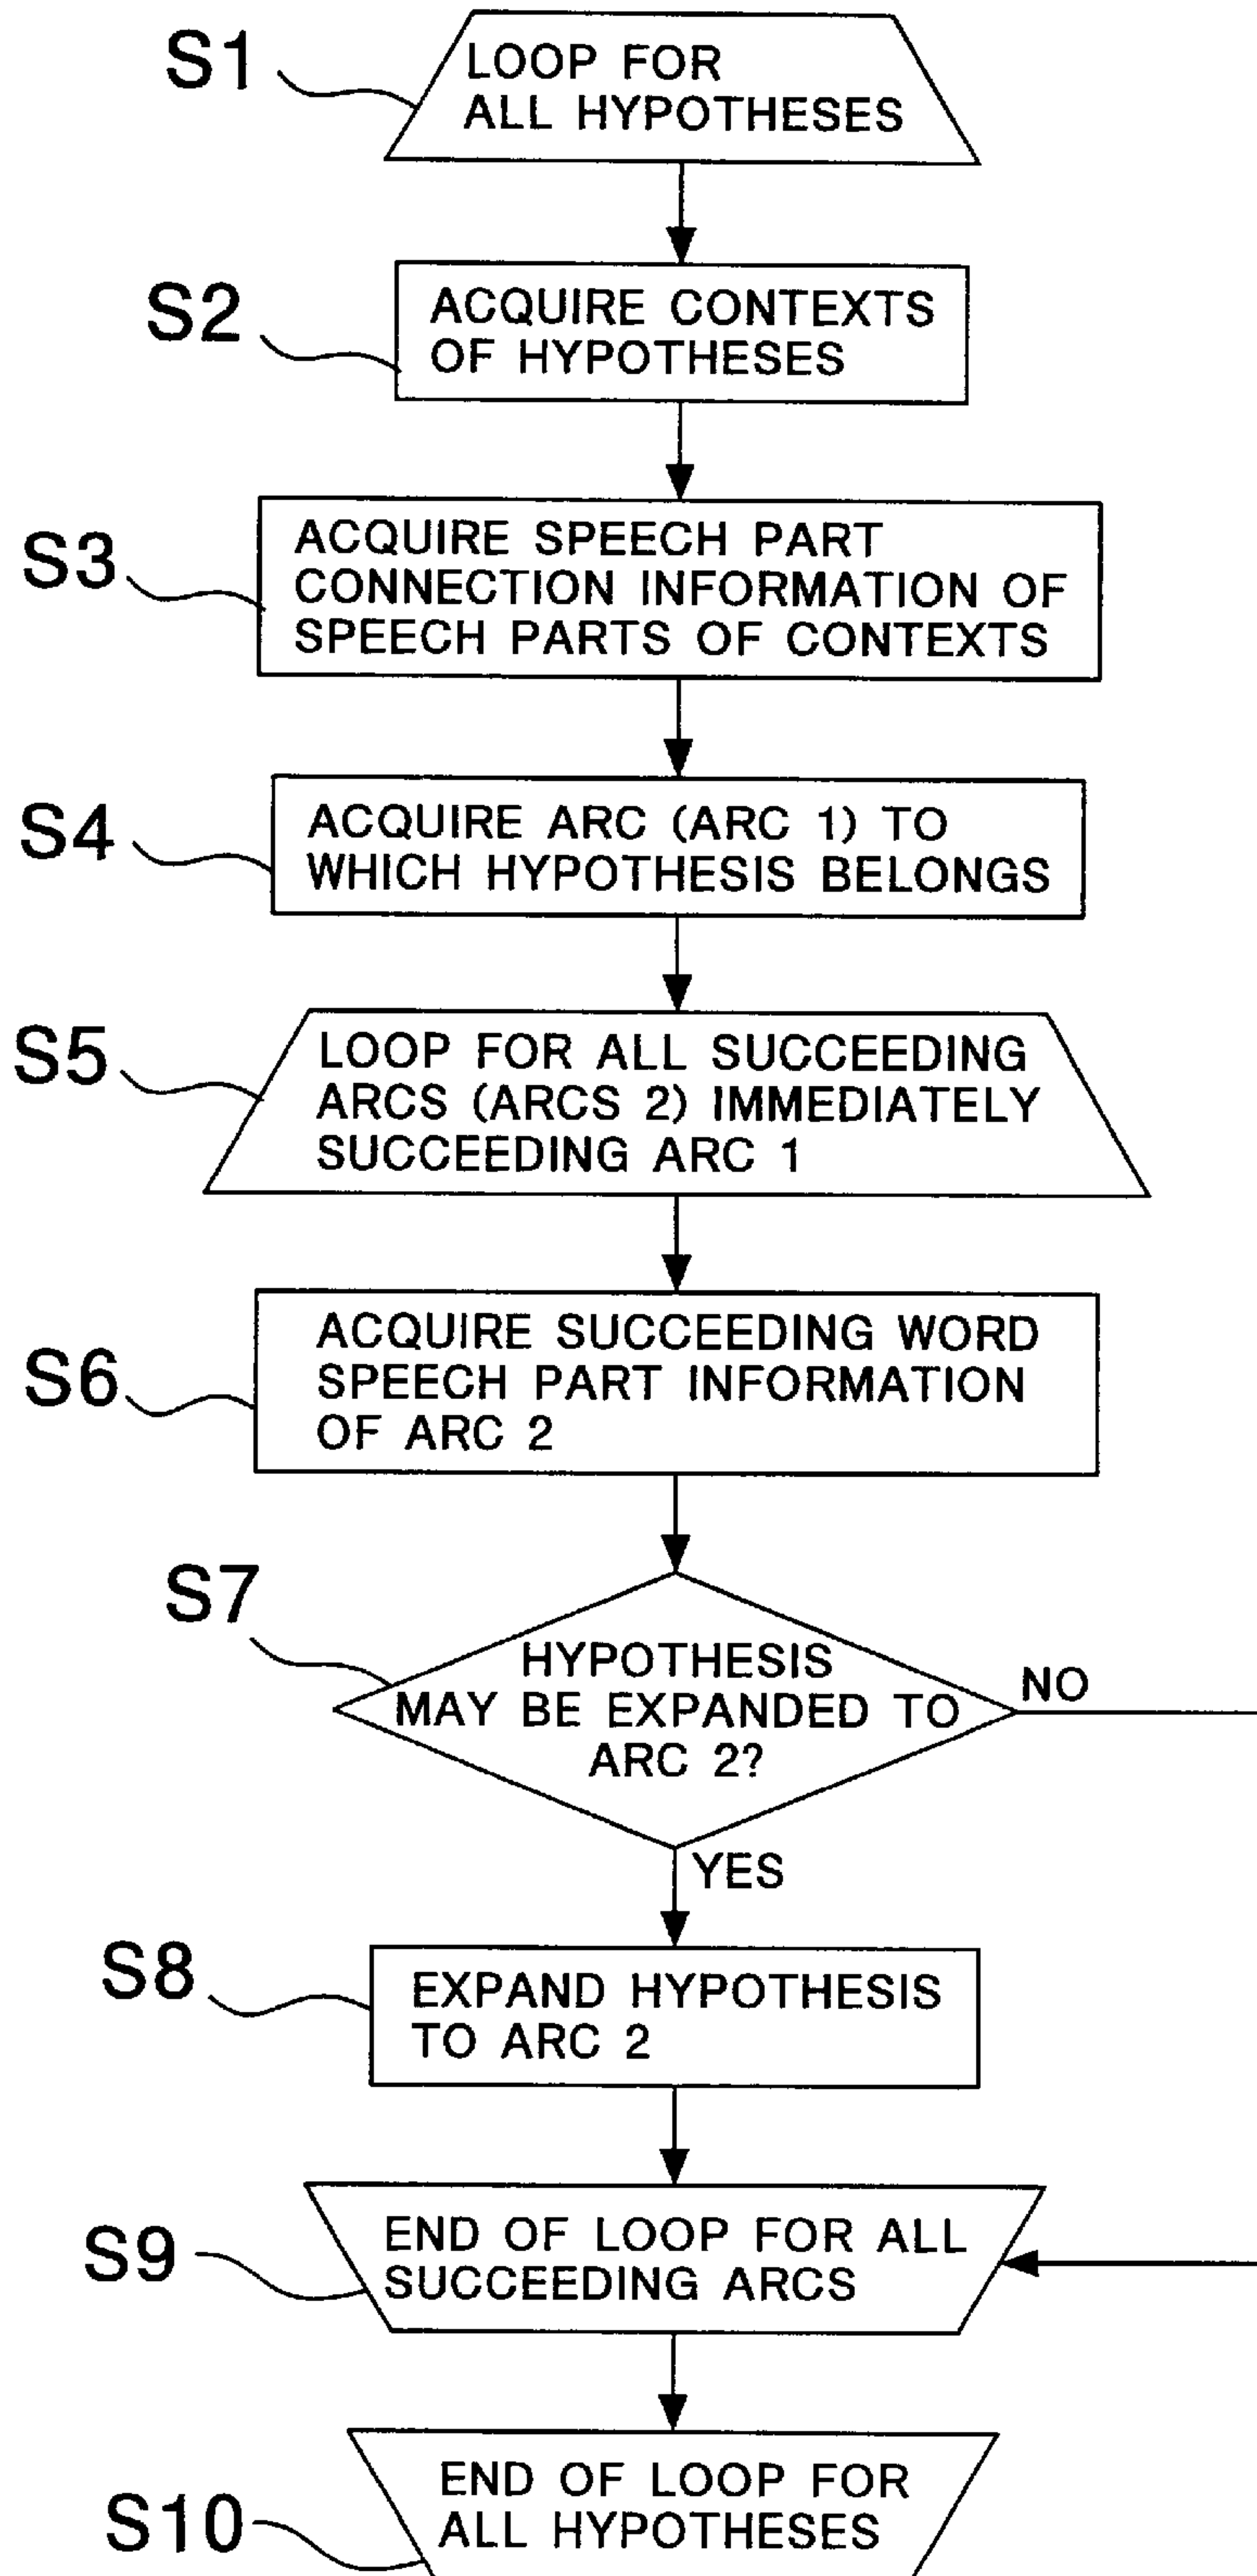 S1
LOOP FOR
ALL HYPOTHESES
S2
ACQUIRE CONTEXTS
OF HYPOTHESES
S3
ACQUIRE SPEECH PART
CONNECTION INFORMATION OF
SPEECH PARTS OF CONTEXTS
S4
ACQUIRE ARC (ARC 1) TO
WHICH HYPOTHESIS BELONGS
S5
LOOP FOR ALL SUCCEEDING
ARCS (ARCS 2) IMMEDIATELY
SUCCEEDING ARC 1
S6
ACQUIRE SUCCEEDING WORD
SPEECH PART INFORMATION
OF ARC 2
S7
HYPOTHESIS
MAY BE EXPANDED TO
ARC 2?
NO
YES
S8
EXPAND HYPOTHESIS
TO ARC 2
S9
END OF LOOP FOR ALL
SUCCEEDING ARCS
S10
END OF LOOP FOR
ALL HYPOTHESES